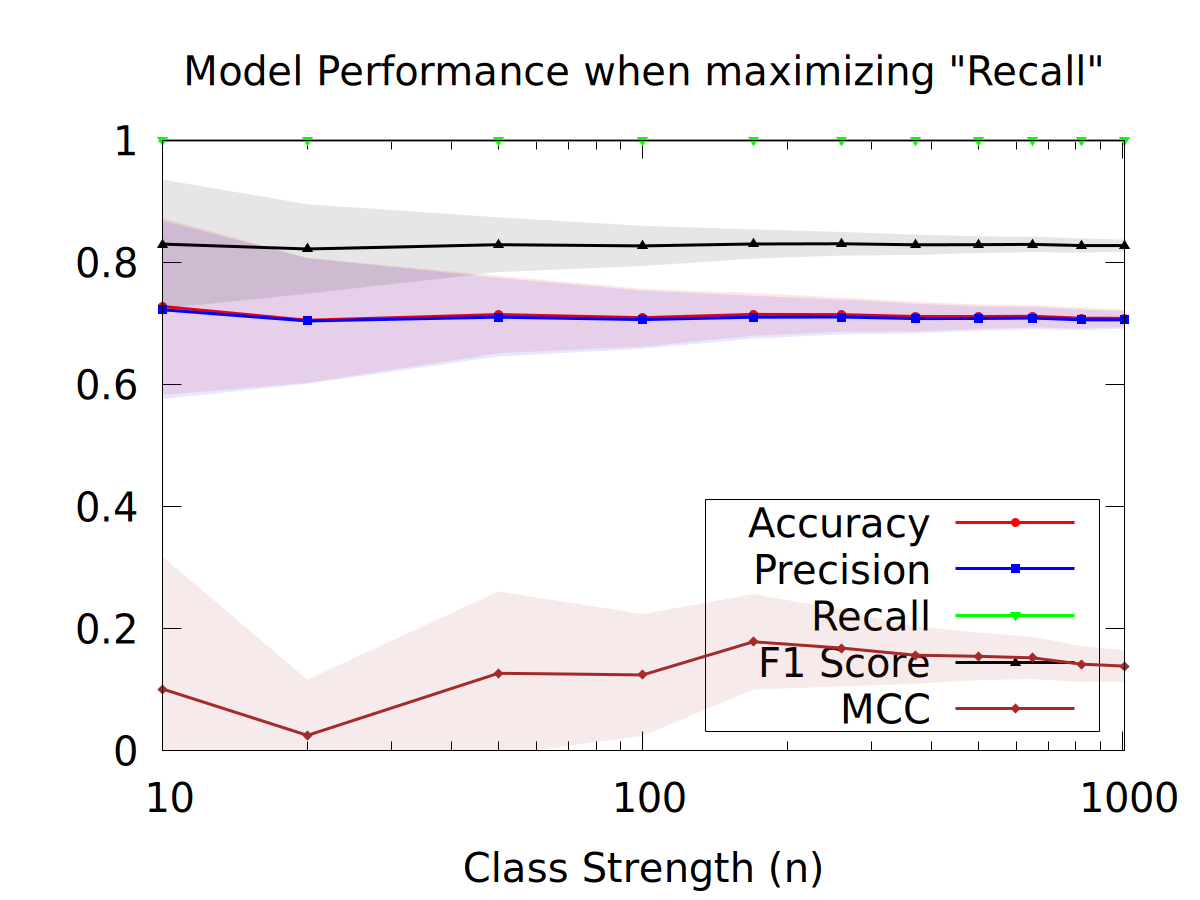 Model Performance when maximizing "Recall"
1
0.8
0.6
0.4
0.2
0
Accuracy
Precision
Recall
F1 Score
MCC
10 100 1000
Class Strength (n)